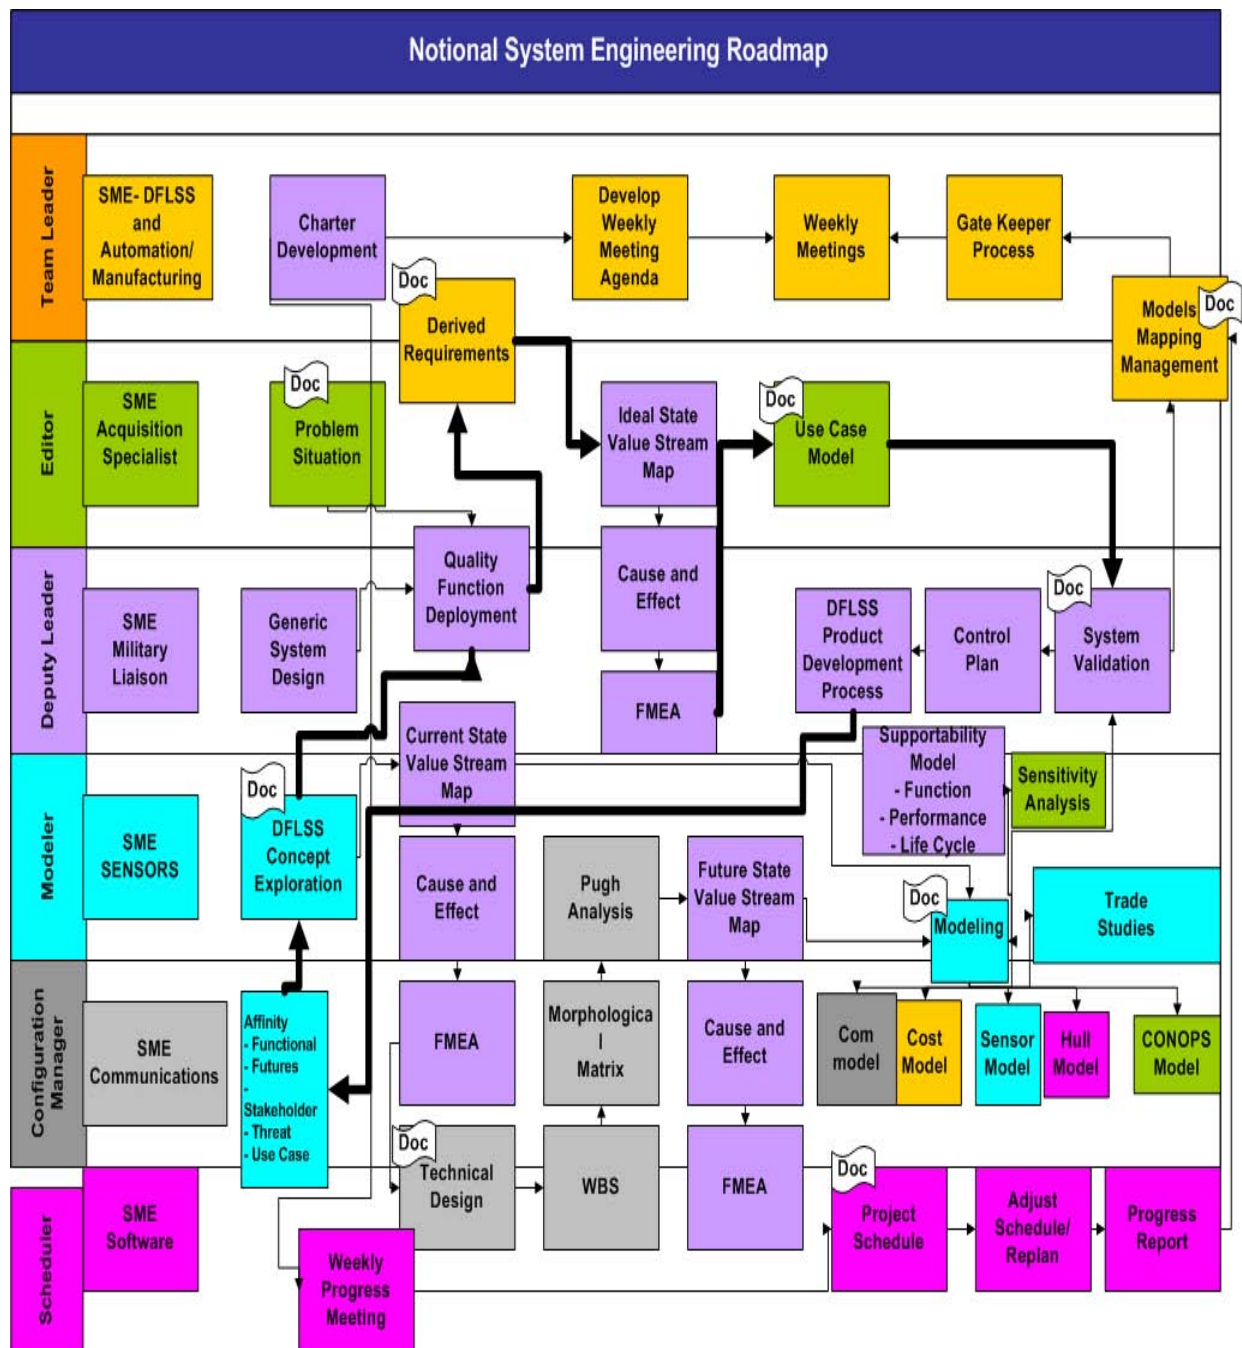 Notional System Engineering Roadmap
Team Leader
SME- DFLSS
and
Automation/
Manufacturing
Charter
Development
Develop
Weekly
Meeting
Agenda
Weekly
Meetings
Gate Keeper
Process
Doc
Derived
Requirements
Doc
Models
Mapping
Management
Editor
SME
Acquisition
Specialist
Doc
Problem
Situation
Ideal State
Value Stream
Map
Doc
Use Case
Model
Deputy Leader
SME
Military
Liaison
Generic
System
Design
Quality
Function
Deployment
Cause and
Effect
FMEA
DFLSS
Product
Development
Process
Control
Plan
Doc
System
Validation
Modeler
SME
SENSORS
Doc
DFLSS
Concept
Exploration
Current State
Value Stream
Map
Cause and
Effect
Pugh
Analysis
Future State
Value Stream
Map
Supportability
Model
- Function
- Performance
- Life Cycle
Sensitivity
Analysis
Doc
Modeling
Trade
Studies
Configuration
Manager
SME
Communications
Affinity
- Functional
- Futures
-
Stakeholder
- Threat
- Use Case
FMEA
Morphologica
l
Matrix
Cause and
Effect
Com
model
Cost
Model
Sensor
Model
Hull
Model
CONOPS
Model
Scheduler
SME
Software
Weekly
Progress
Meeting
Doc
Technical
Design
WBS
FMEA
Doc
Project
Schedule
Adjust
Schedule/
Replan
Progress
Report